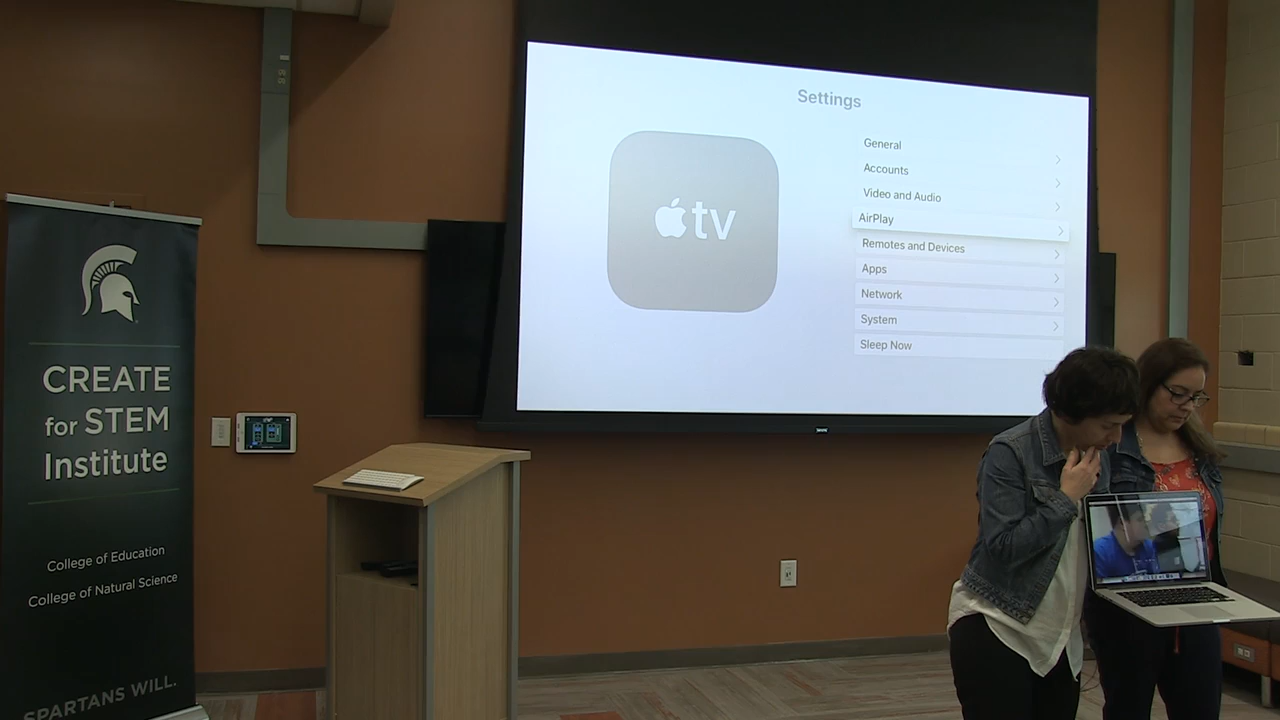 Settings
tv
General
Accounts
Video and Audio
AirPlay
Remotes and Devices
Apps
Network
System
Sleep Now
CREATE
for STEM
Institute
College of Education
College of Natural Science
SPARTANS WILL.